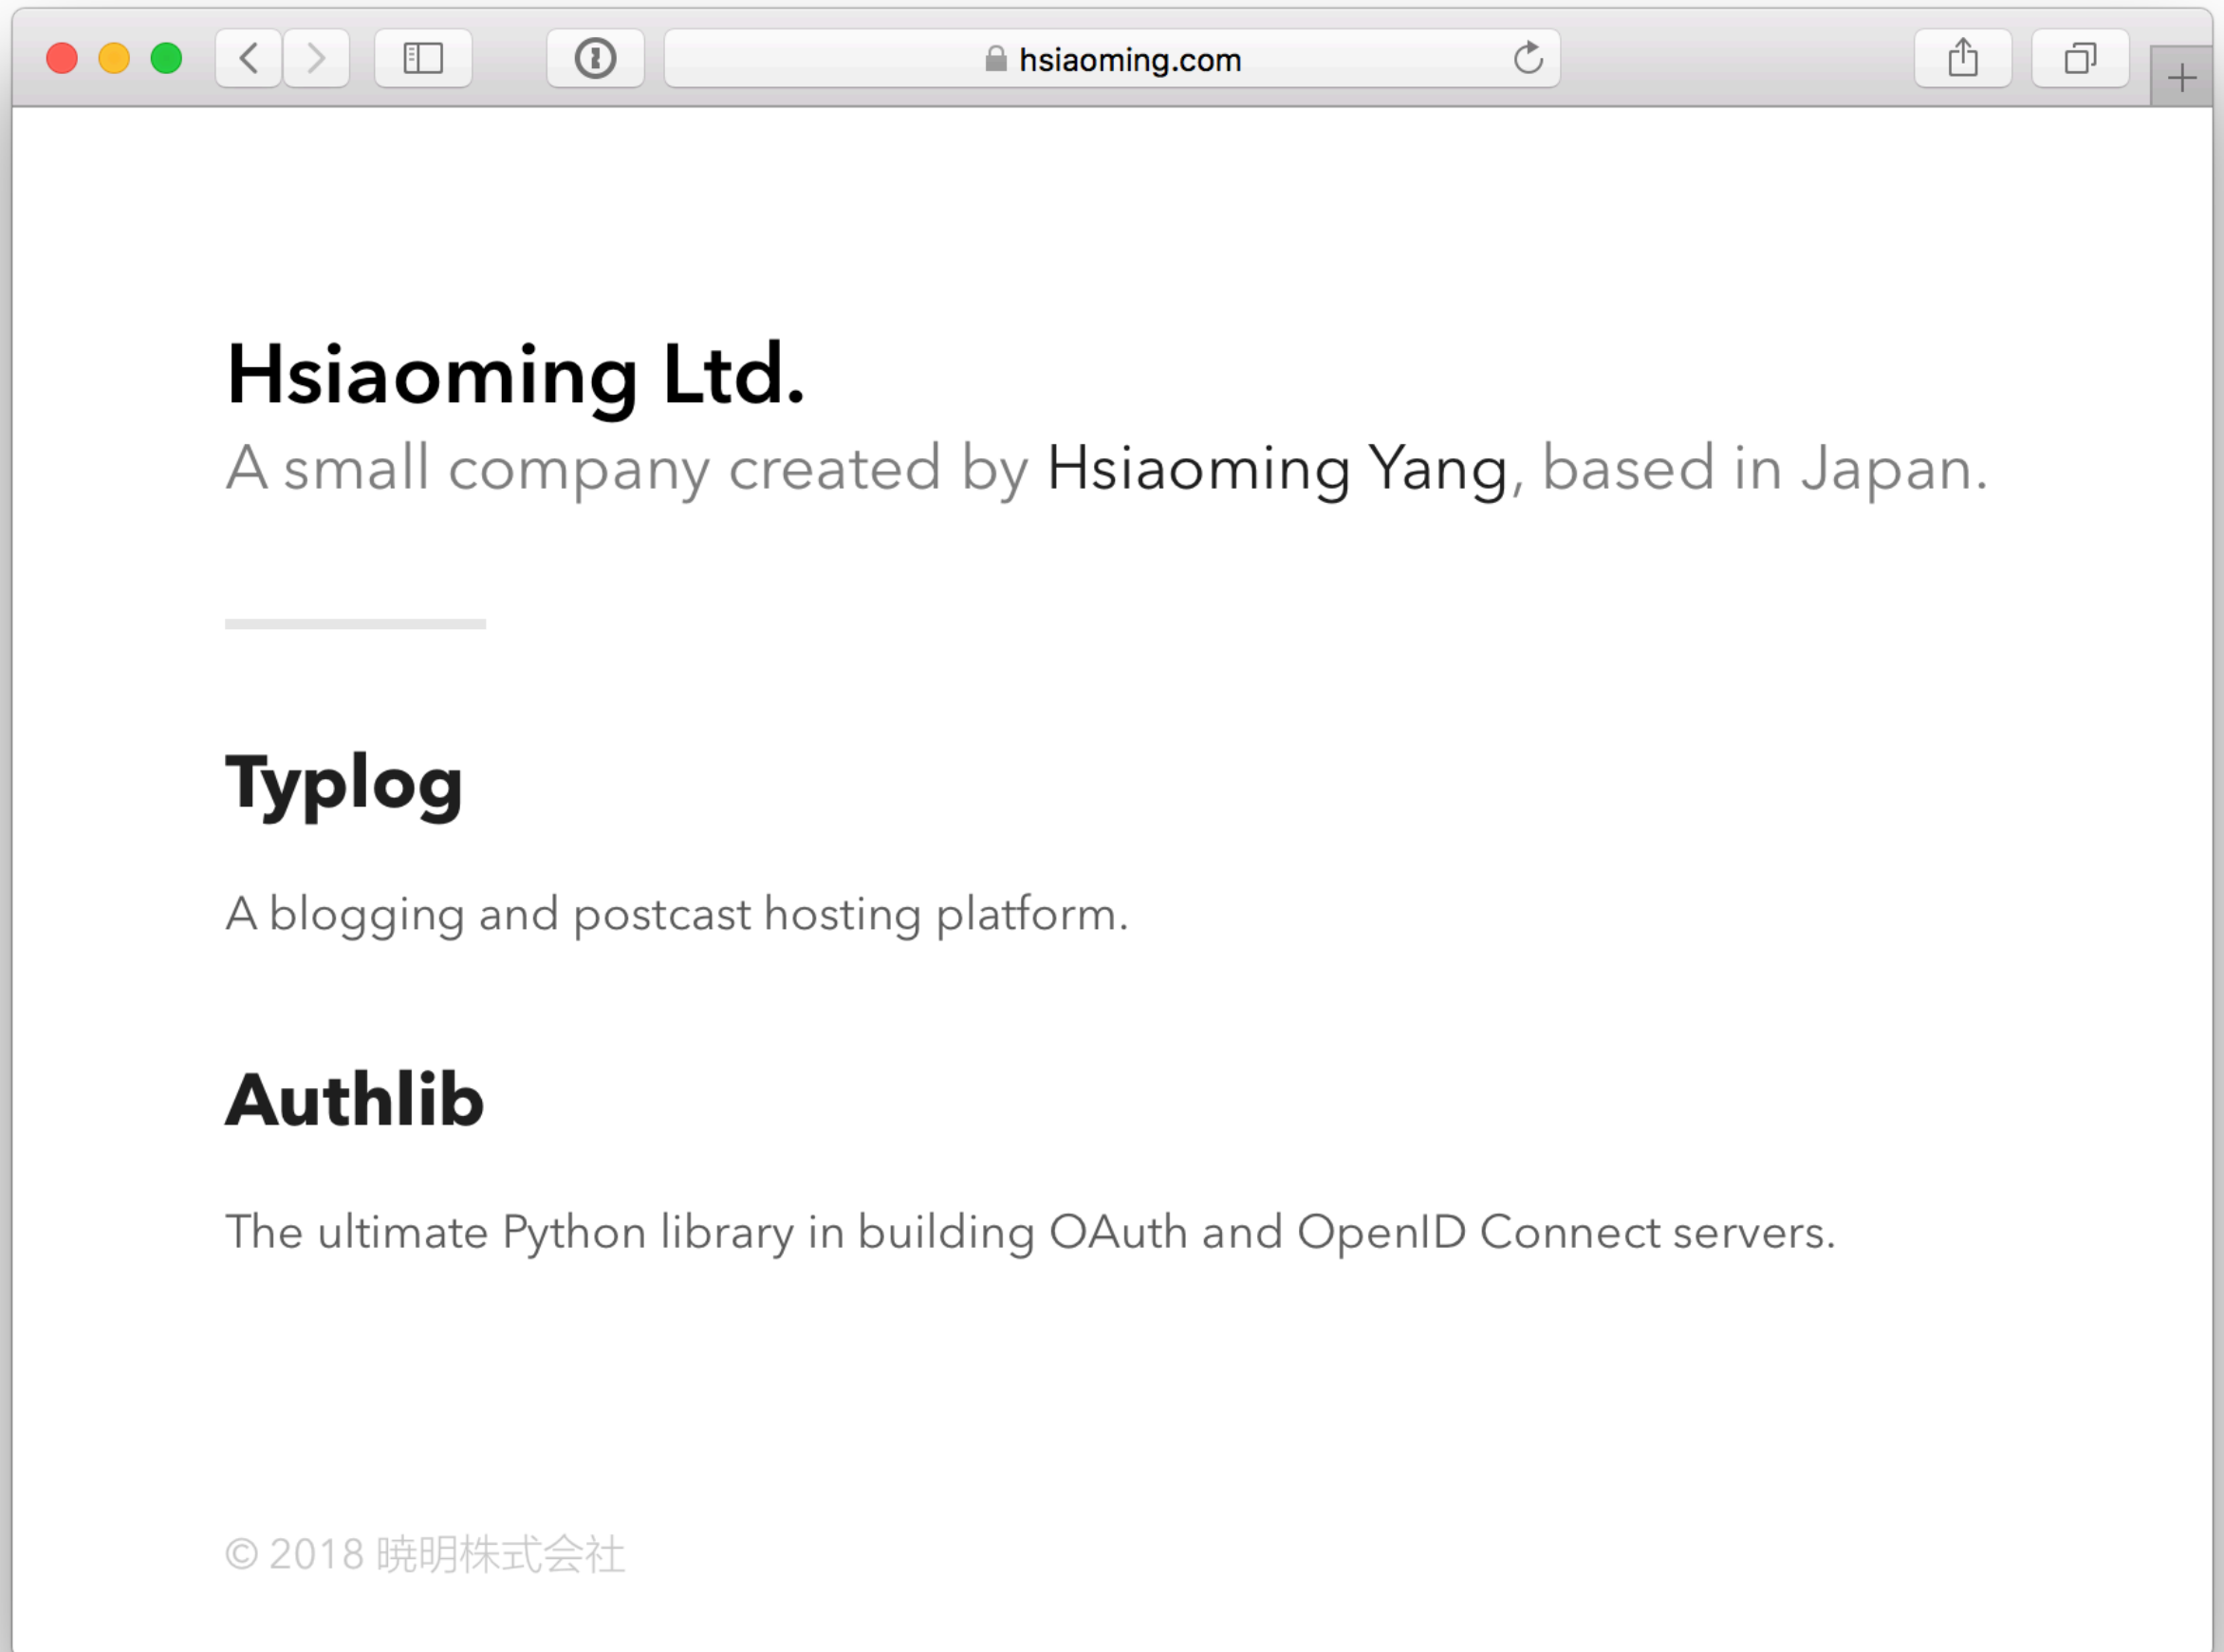 hsiaoming.com
Hsiaoming Ltd.
A small company created by Hsiaoming Yang, based in Japan.
Typlog
A blogging and postcast hosting platform.
Authlib
The ultimate Python library in building OAuth and OpenID Connect servers.
© 2018 暁明株式会社